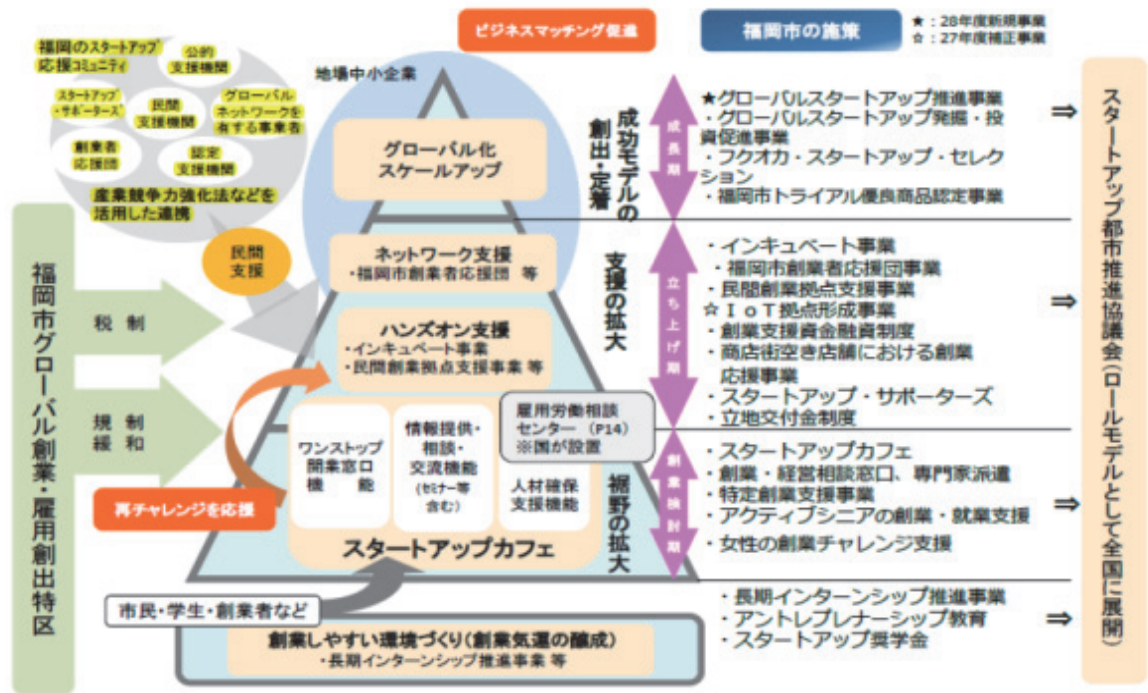 ビジネスマッチング促進
福岡市の施策
★：28年度新規事業
☆：27年度補正事業
福岡のスタートアップ
応援コミュニティ
公的
支援機関
スタートアップ
・サポーターズ
民間
支援機関
グローバル
ネットワークを
有する事業者
創業者
応援団
認定
支援機関
産業競争力強化法などを
活用した連携
民間
支援
地場中小企業
グローバル化
スケールアップ
ネットワーク支援
・福岡市創業者応援団 等
ハンズオン支援
・インキュベート事業
・民間創業拠点支援事業 等
雇用労働相談
センター （P14）
※国が設置
ワンストップ
開業窓口
機　能
情報提供・
相談・
交流機能
(セミナー等
含む)
人材確保
支援機能
スタートアップカフェ
再チャレンジを応援
市民・学生・創業者など
創業しやすい環境づくり(創業気運の醸成)
・長期インターンシップ推進事業 等
福岡市グローバル創業・雇用創出特区
税 制
規 制
緩 和
成功モデルの
創出・定着
成長期
★グローバルスタートアップ推進事業
・グローバルスタートアップ発掘・投
資促進事業
・フクオカ・スタートアップ・セレク
ション
・福岡市トライアル優良商品認定事業
⇒
支援の拡大
立ち上げ期
・インキュベート事業
・福岡市創業者応援団事業
・民間創業拠点支援事業
☆ＩｏＴ拠点形成事業
・創業支援資金融資制度
・商店街空き店舗における創業
応援事業
・スタートアップ・サポーターズ
・立地交付金制度
⇒
裾野の拡大
創業検討期
・スタートアップカフェ
・創業・経営相談窓口、専門家派遣
・特定創業支援事業
・アクティブシニアの創業・就業支援
・女性の創業チャレンジ支援
⇒
・長期インターンシップ推進事業
・アントレプレナーシップ教育
・スタートアップ奨学金
⇒
スタートアップ都市推進協議会(ロールモデルとして全国に展開)